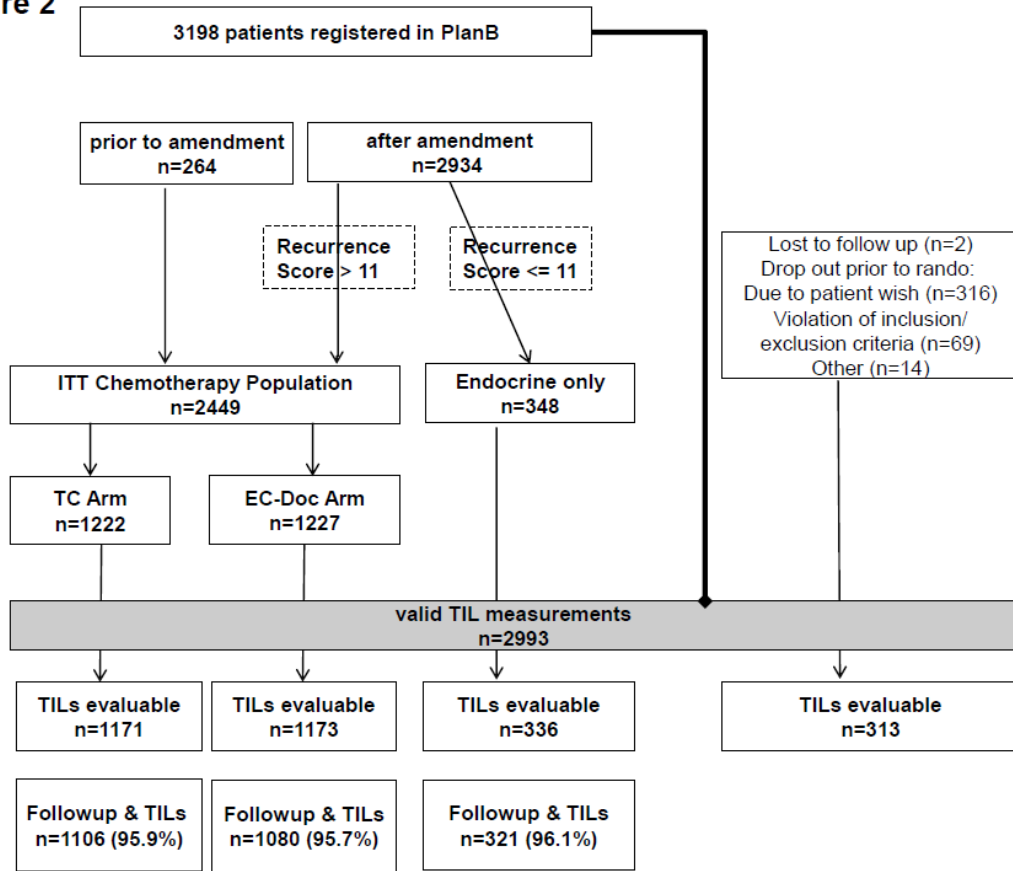 re 2
3198 patients registered in PlanB
prior to amendment
n=264
after amendment
n=2934
Recurrence
Score > 11
Recurrence
Score <= 11
Lost to follow up (n=2)
Drop out prior to rando:
Due to patient wish (n=316)
Violation of inclusion/
exclusion criteria (n=69)
Other (n=14)
ITT Chemotherapy Population
n=2449
Endocrine only
n=348
TC Arm
n=1222
EC-Doc Arm
n=1227
valid TIL measurements
n=2993
TILs evaluable
n=1171
TILs evaluable
n=1173
TILs evaluable
n=336
TILs evaluable
n=313
Followup & TILs
n=1106 (95.9%)
Followup & TILs
n=1080 (95.7%)
Followup & TILs
n=321 (96.1%)